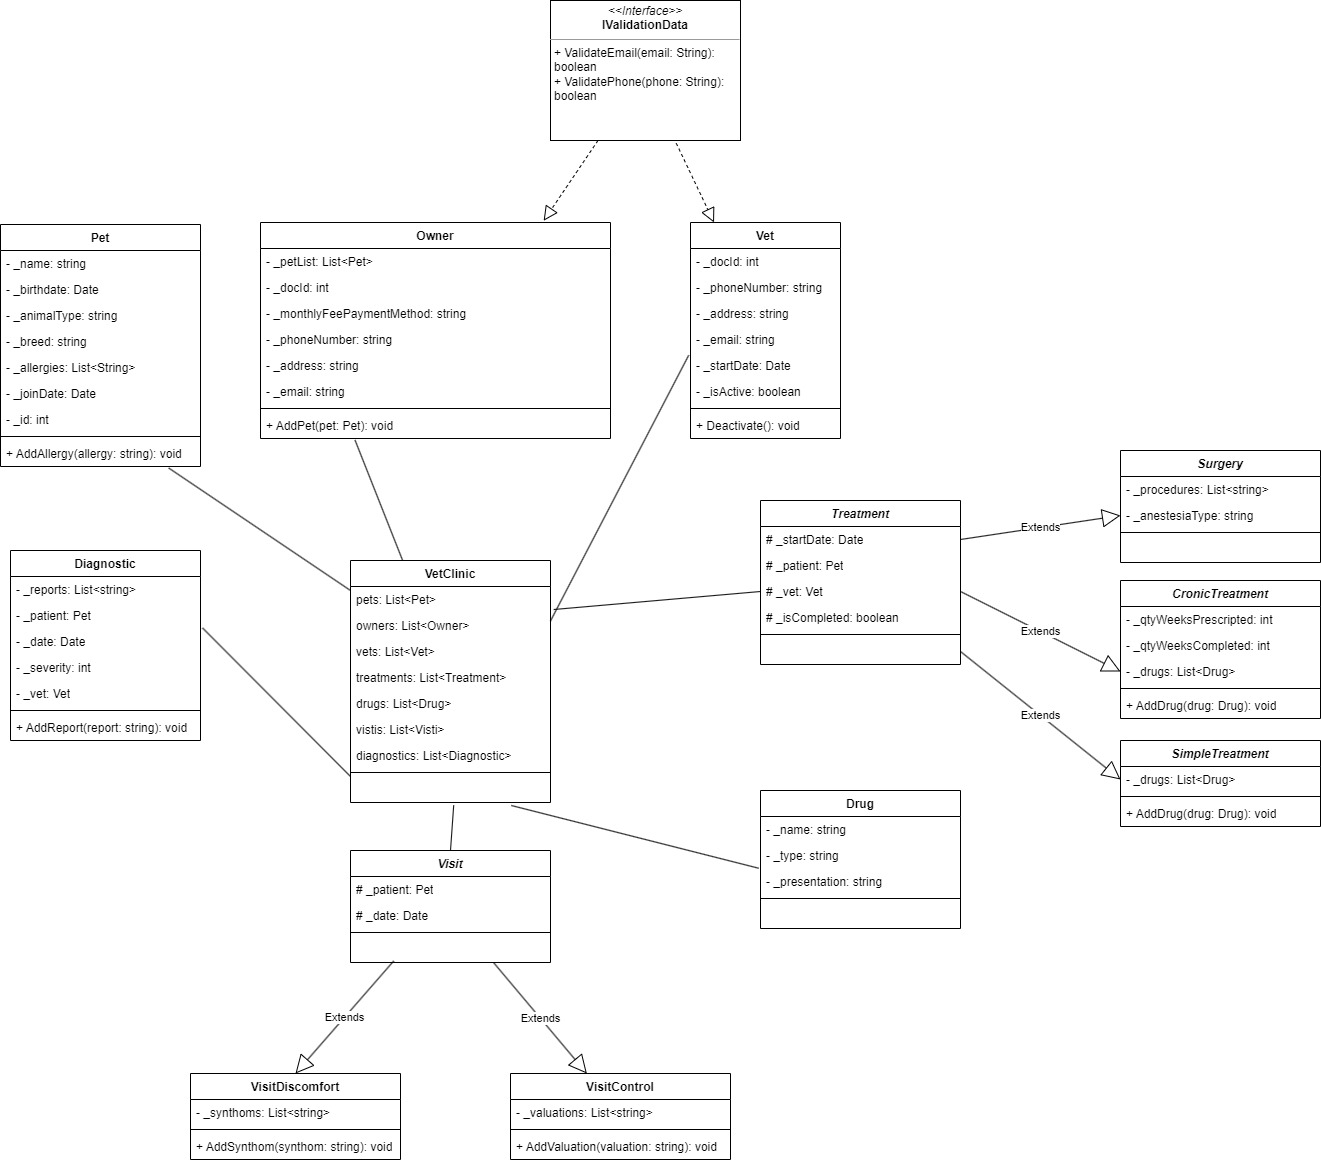 <<Interface>>
IValidationData
+ ValidateEmail(email: String):
boolean
+ ValidatePhone(phone: String):
boolean
Pet
- _name: string
- _birthdate: Date
- _animalType: string
- _breed: string
- _allergies: List<String>
- _joinDate: Date
- _id: int
+ AddAllergy(allergy: string): void
Owner
- _petList: List<Pet>
- _docId: int
- _monthlyFeePaymentMethod: string
- _phoneNumber: string
- _address: string
- _email: string
+ AddPet(pet: Pet): void
Vet
- _docId: int
- _phoneNumber: string
- _address: string
- _email: string
- _startDate: Date
- _isActive: boolean
+ Deactivate(): void
Surgery
- _procedures: List<string>
- _anestesiaType: string
Treatment
# _startDate: Date
# _patient: Pet
# _vet: Vet
# _isCompleted: boolean
Extends
Extends
Extends
Diagnostic
- _reports: List<string>
- _patient: Pet
- _date: Date
- _severity: int
- _vet: Vet
+ AddReport(report: string): void
VetClinic
pets: List<Pet>
owners: List<Owner>
vets: List<Vet>
treatments: List<Treatment>
drugs: List<Drug>
vistis: List<Visti>
diagnostics: List<Diagnostic>
CronicTreatment
- _qtyWeeksPrescripted: int
- _qtyWeeksCompleted: int
- _drugs: List<Drug>
+ AddDrug(drug: Drug): void
SimpleTreatment
- _drugs: List<Drug>
+ AddDrug(drug: Drug): void
Drug
- _name: string
- _type: string
- _presentation: string
Visit
# _patient: Pet
# _date: Date
Extends
Extends
VisitDiscomfort
- _synthoms: List<string>
+ AddSynthom(synthom: string): void
VisitControl
- _valuations: List<string>
+ AddValuation(valuation: string): void